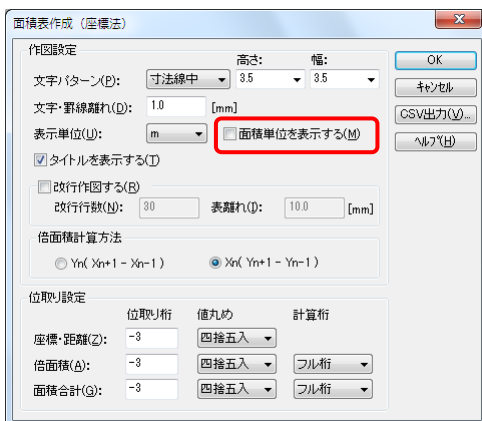 面積表作成（座標法）
作図設定
高さ: 幅:
文字パターン(P): 寸法線中 3.5 3.5
文字・罫線離れ(D): 1.0 [mm]
表示単位(U): m 面積単位を表示する(M)
タイトルを表示する(T)
改行作図する(R)
改行行数(N): 30 表離れ(I): 10.0 [mm]
倍面積計算方法
Yn( Xn+1 - Xn-1 ) Xn( Yn+1 - Yn-1 )
位取り設定
位取り桁 値丸め 計算桁
座標・距離(Z): -3 四捨五入
倍面積(A): -3 四捨五入 フル桁
面積合計(G): -3 四捨五入 フル桁
OK
ｷｬﾝｾﾙ
CSV出力(V)...
ﾍﾙﾌﾟ(H)